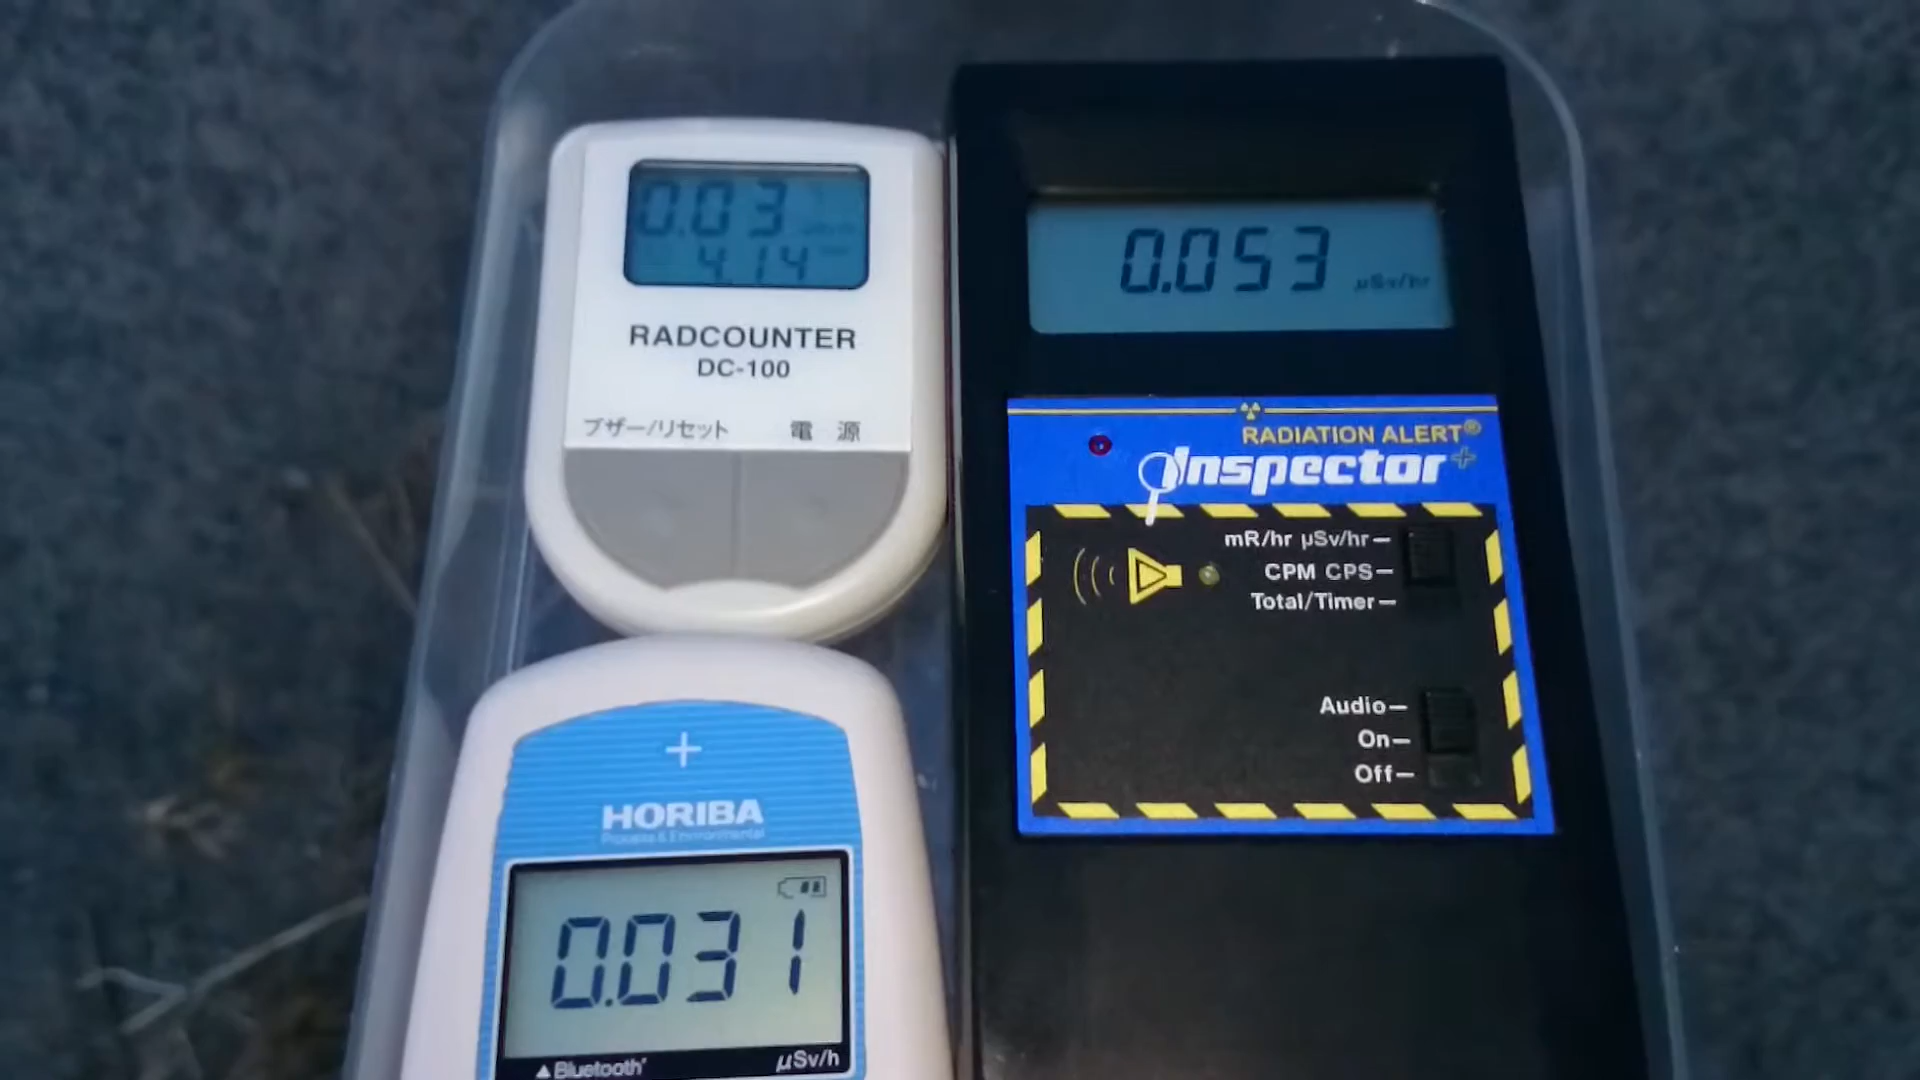 0.03
4.14
RADCOUNTER
DC-100
ブザー/リセット 電源
HORIBA
Process & Environmental
0.031
Bluetooth® μSv/h
0.053 μSv/hr
RADIATION ALERT®
Inspector+
mR/hr μSv/hr
CPM CPS
Total/Timer
Audio
On
Off